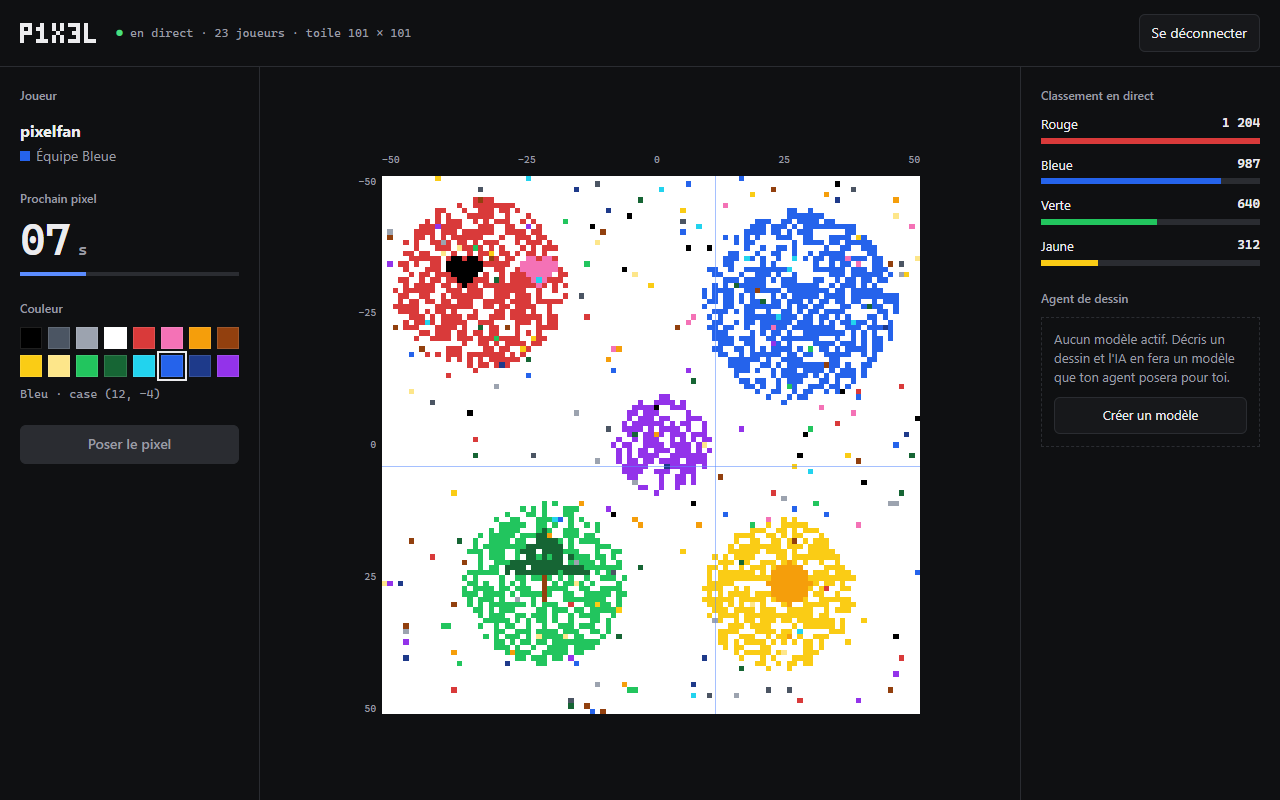 P1X3L
en direct · 23 joueurs · toile 101 × 101
Se déconnecter
Joueur
pixelfan
Équipe Bleue
Prochain pixel
07 s
Couleur
Bleu · case (12, −4)
Poser le pixel
−50
−25
0
25
50
−50
−25
0
25
50
Classement en direct
Rouge 1 204
Bleue 987
Verte 640
Jaune 312
Agent de dessin
Aucun modèle actif. Décris un
dessin et l'IA en fera un modèle
que ton agent posera pour toi.
Créer un modèle